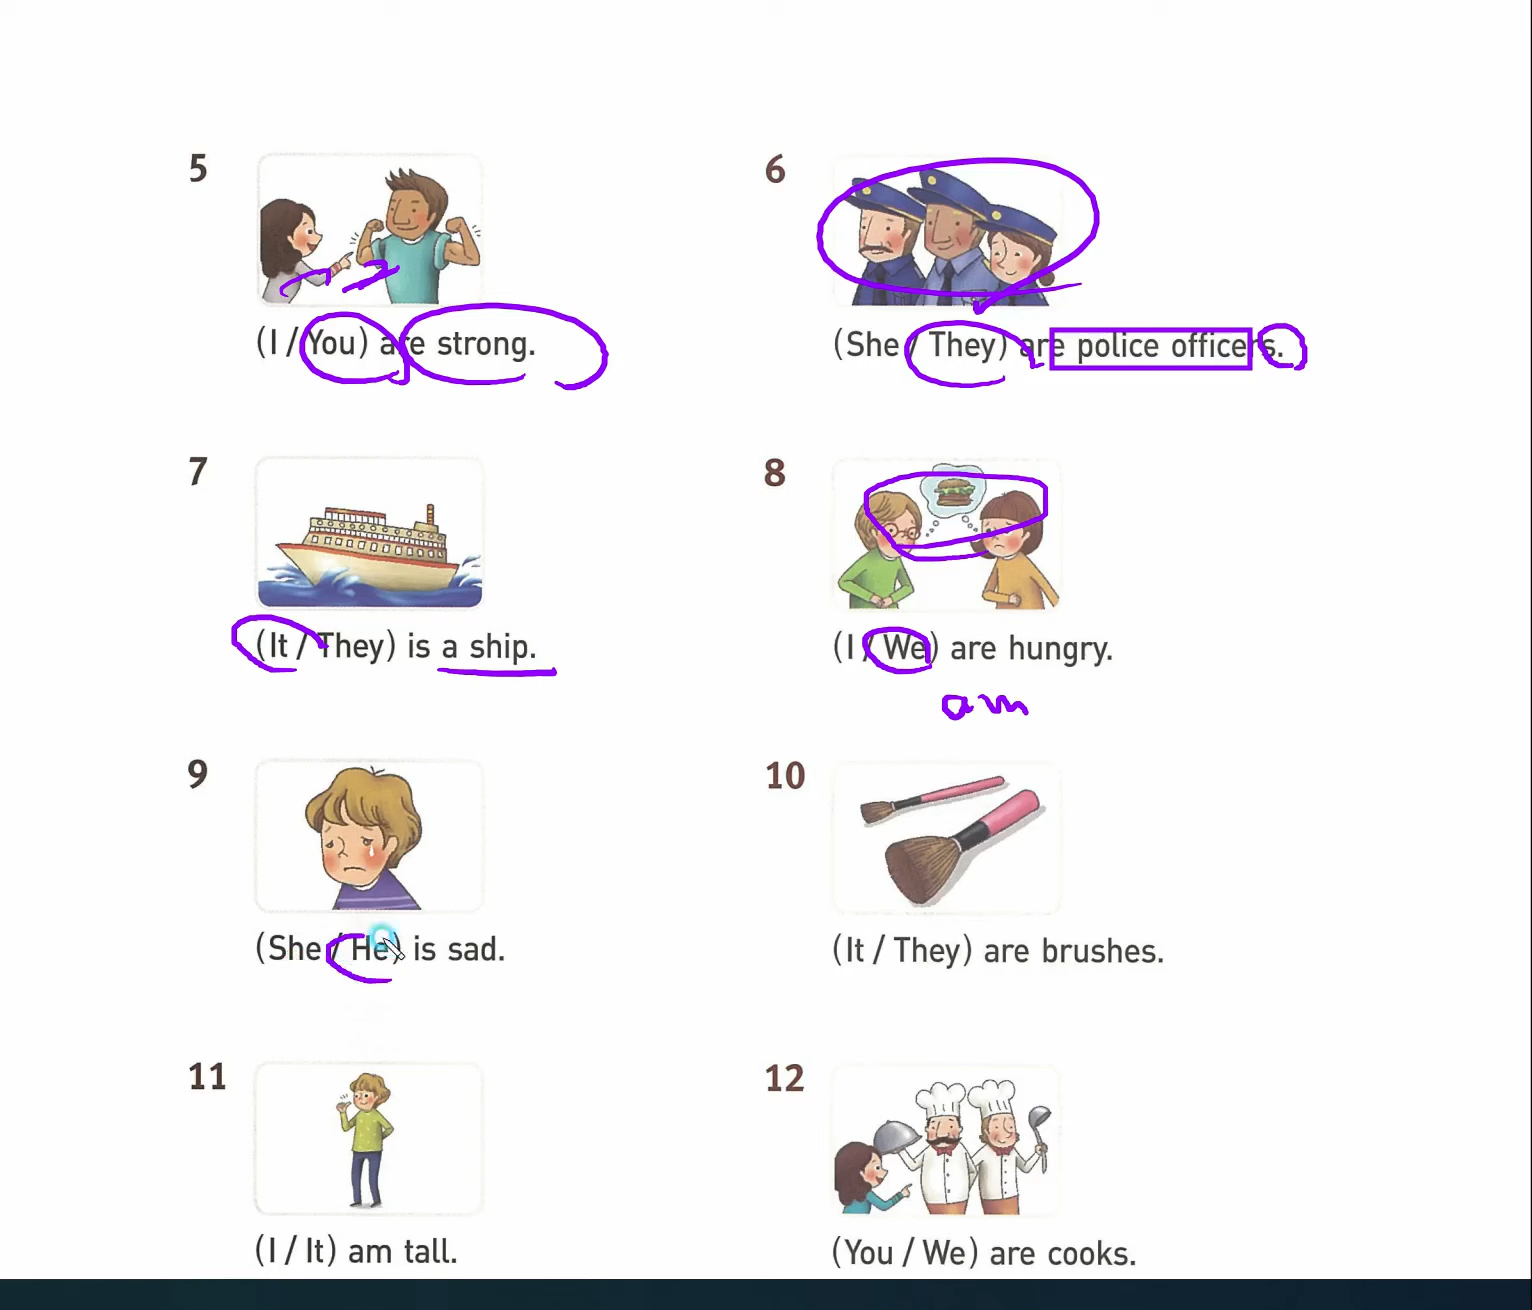 5
(I / You) are strong.
6
(She / They) are police officers.
7
(It / They) is a ship.
8
(I / We) are hungry.
am
9
(She / He) is sad.
10
(It / They) are brushes.
11
(I / It) am tall.
12
(You / We) are cooks.